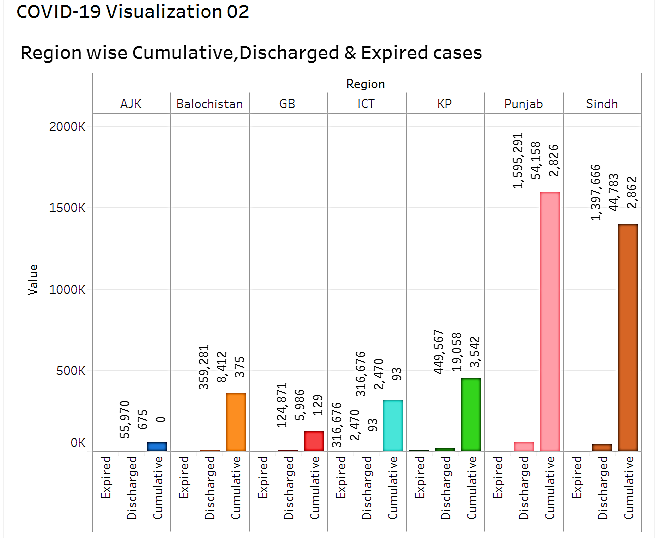 COVID-19 Visualization 02
Region wise Cumulative,Discharged & Expired cases
Region
AJK Balochistan GB ICT KP Punjab Sindh
Value
2000K
1500K
1000K
500K
0K
55,970
675
0
359,281
8,412
375
124,871
5,986
129
316,676
2,470
93
316,676
2,470
93
449,567
19,058
3,542
1,595,291
54,158
2,826
1,397,666
44,783
2,862
Expired Discharged Cumulative Expired Discharged Cumulative Expired Discharged Cumulative Expired Discharged Cumulative Expired Discharged Cumulative Expired Discharged Cumulative Expired Discharged Cumulative